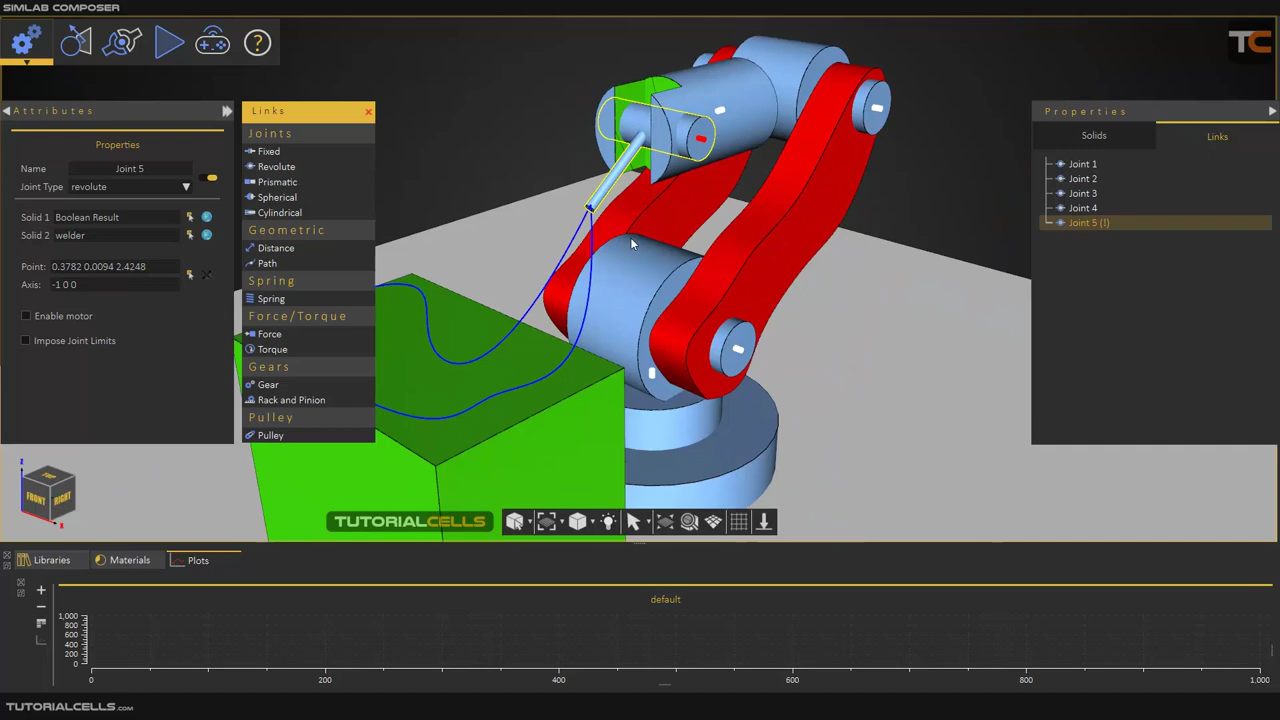 SIMLAB COMPOSER
?
TC
Attributes
Properties
Name Joint 5
Joint Type revolute
Solid 1 Boolean Result
Solid 2 welder
Point: 0.3782 0.0094 2.4248
Axis: -1 0 0
Enable motor
Impose Joint Limits
Links
Joints
Fixed
Revolute
Prismatic
Spherical
Cylindrical
Geometric
Distance
Path
Spring
Spring
Force/Torque
Force
Torque
Gears
Gear
Rack and Pinion
Pulley
Pulley
Properties
Solids Links
Joint 1
Joint 2
Joint 3
Joint 4
Joint 5 (!)
TOP
FRONT RIGHT
z
x
TUTORIALCELLS
Libraries Materials Plots
default
1,000
800
600
400
200
0
0 200 400 600 800 1,000
TUTORIALCELLS.com